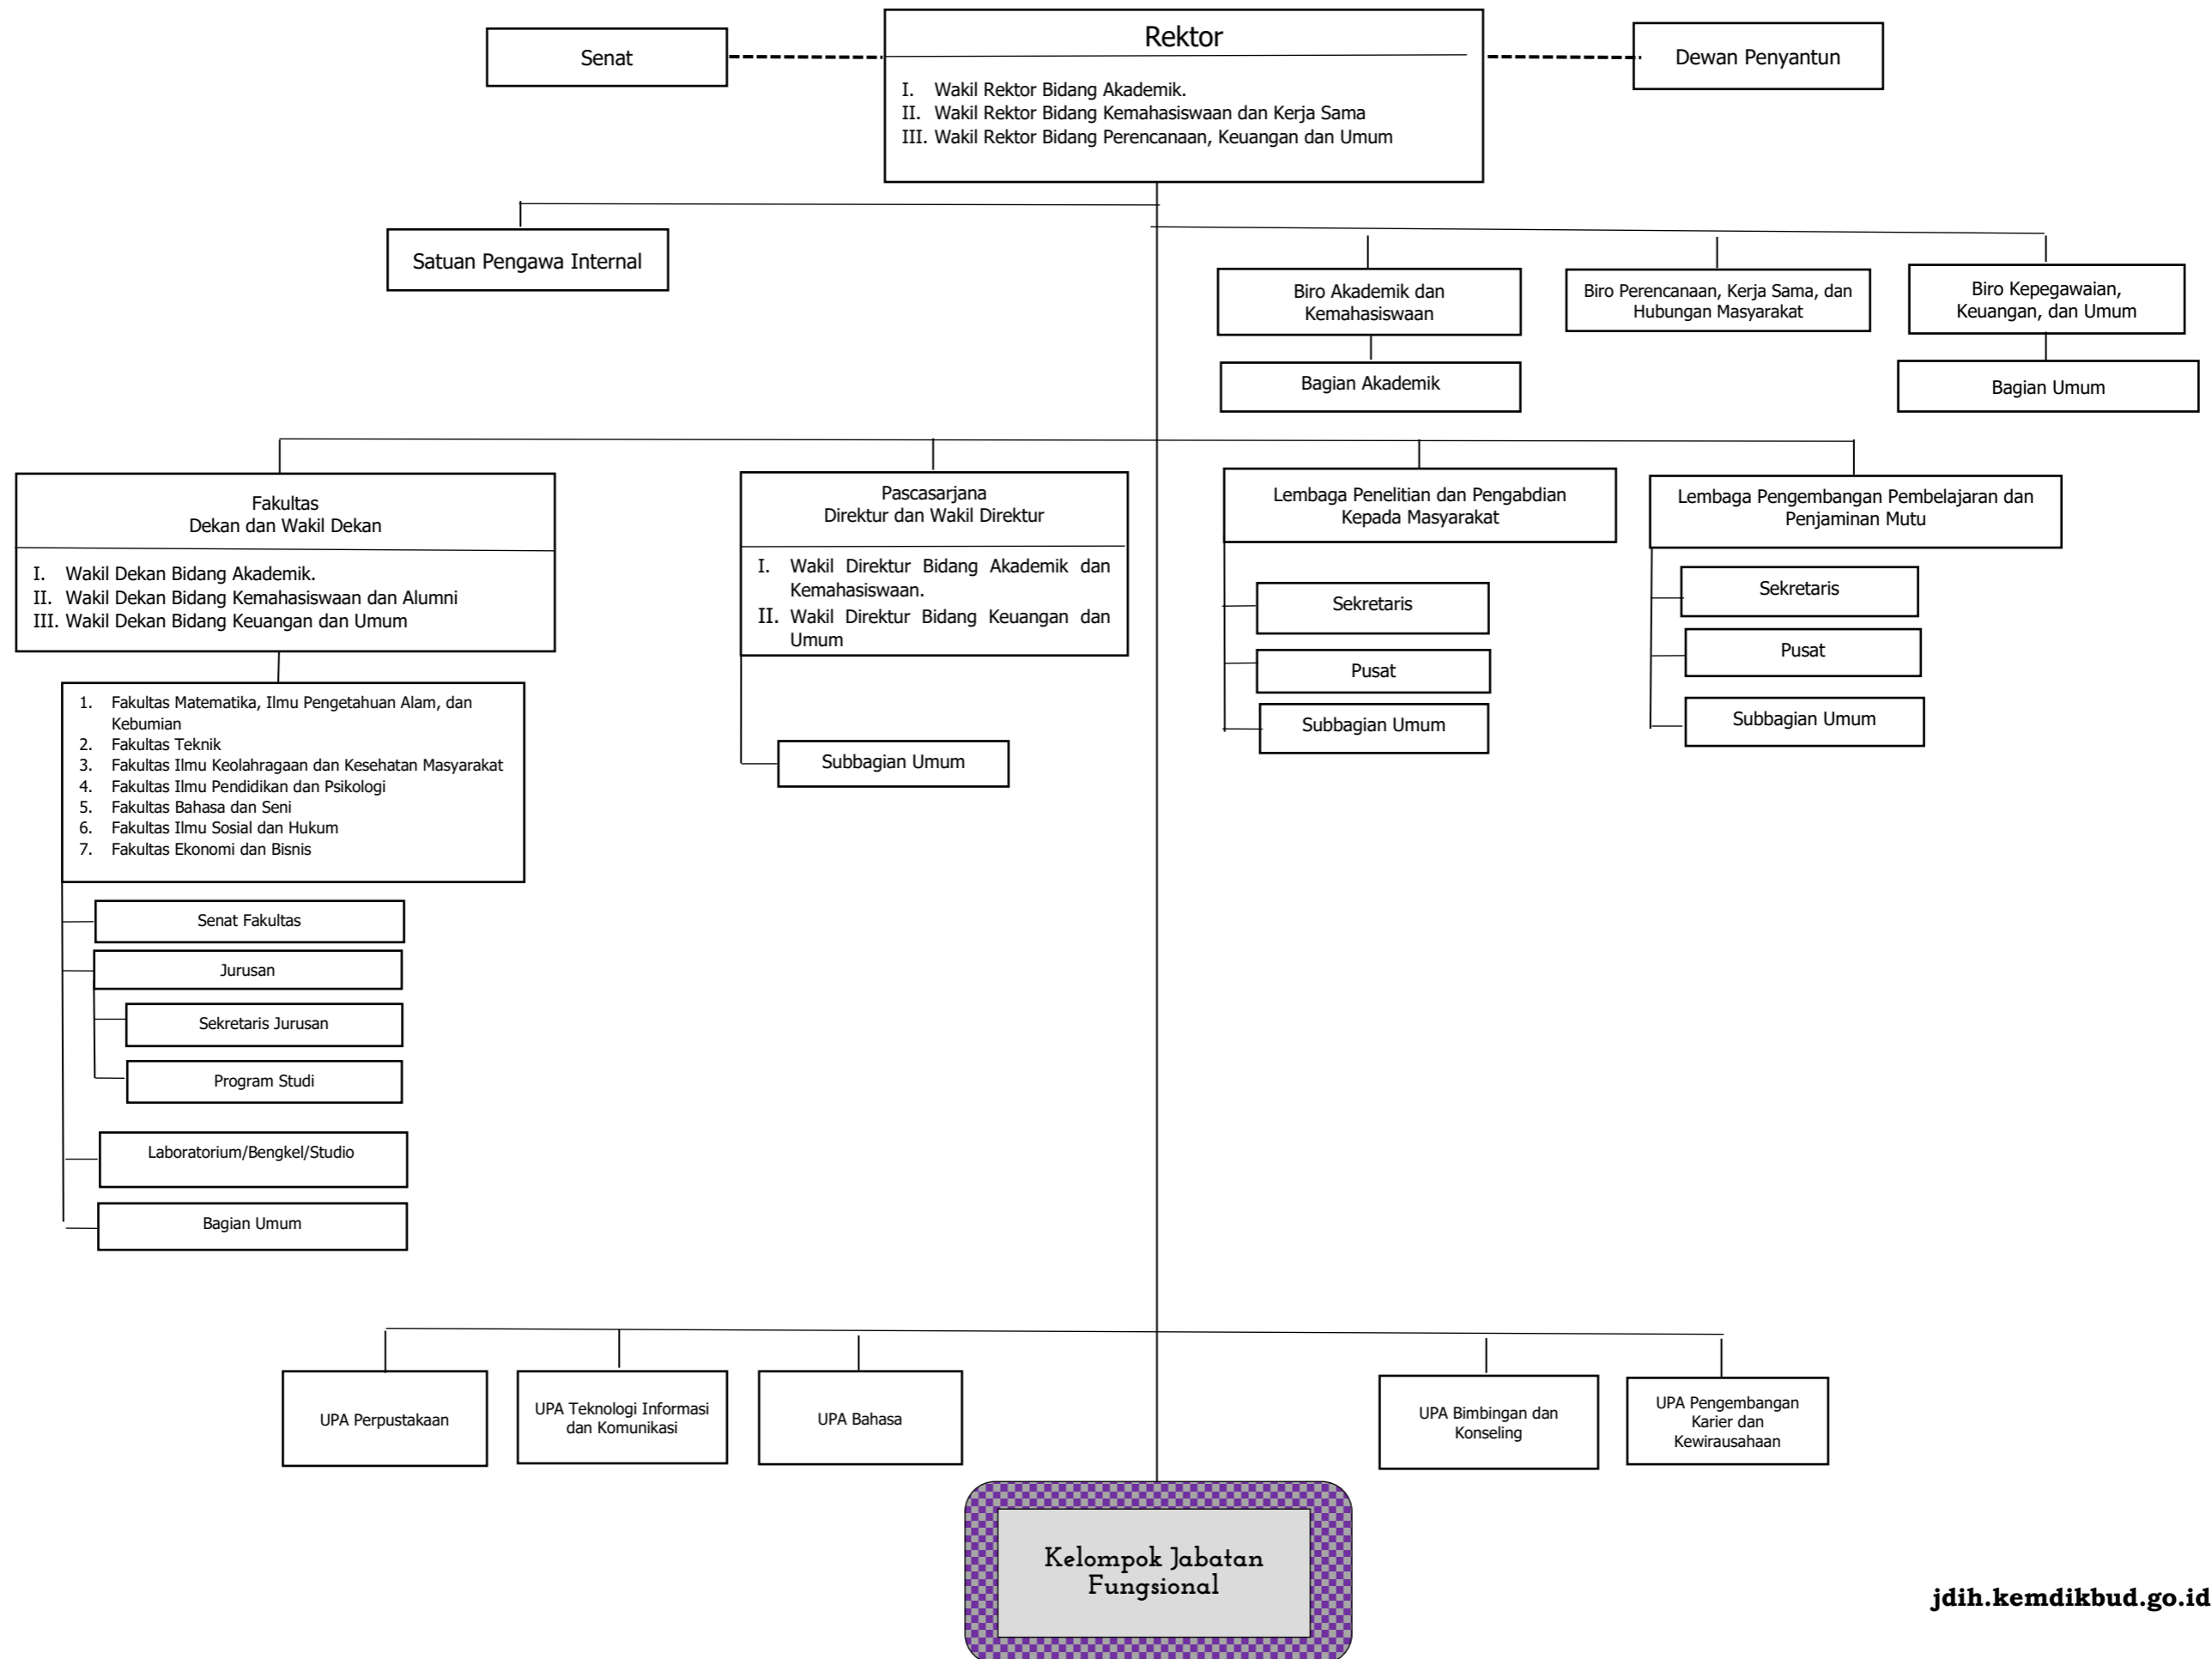 Senat
Rektor
Dewan Penyantun
I. Wakil Rektor Bidang Akademik.
II. Wakil Rektor Bidang Kemahasiswaan dan Kerja Sama
III. Wakil Rektor Bidang Perencanaan, Keuangan dan Umum
Satuan Pengawa Internal
Biro Akademik dan
Kemahasiswaan
Biro Perencanaan, Kerja Sama, dan
Hubungan Masyarakat
Biro Kepegawaian,
Keuangan, dan Umum
Bagian Akademik
Bagian Umum
Fakultas
Dekan dan Wakil Dekan
I. Wakil Dekan Bidang Akademik.
II. Wakil Dekan Bidang Kemahasiswaan dan Alumni
III. Wakil Dekan Bidang Keuangan dan Umum
Pascasarjana
Direktur dan Wakil Direktur
I. Wakil Direktur Bidang Akademik dan
Kemahasiswaan.
II. Wakil Direktur Bidang Keuangan dan
Umum
Lembaga Penelitian dan Pengabdian
Kepada Masyarakat
Lembaga Pengembangan Pembelajaran dan
Penjaminan Mutu
Sekretaris
Pusat
Subbagian Umum
Sekretaris
Pusat
Subbagian Umum
Subbagian Umum
1. Fakultas Matematika, Ilmu Pengetahuan Alam, dan
Kebumian
2. Fakultas Teknik
3. Fakultas Ilmu Keolahragaan dan Kesehatan Masyarakat
4. Fakultas Ilmu Pendidikan dan Psikologi
5. Fakultas Bahasa dan Seni
6. Fakultas Ilmu Sosial dan Hukum
7. Fakultas Ekonomi dan Bisnis
Senat Fakultas
Jurusan
Sekretaris Jurusan
Program Studi
Laboratorium/Bengkel/Studio
Bagian Umum
UPA Perpustakaan
UPA Teknologi Informasi
dan Komunikasi
UPA Bahasa
UPA Bimbingan dan
Konseling
UPA Pengembangan
Karier dan
Kewirausahaan
Kelompok Jabatan
Fungsional
jdih.kemdikbud.go.id